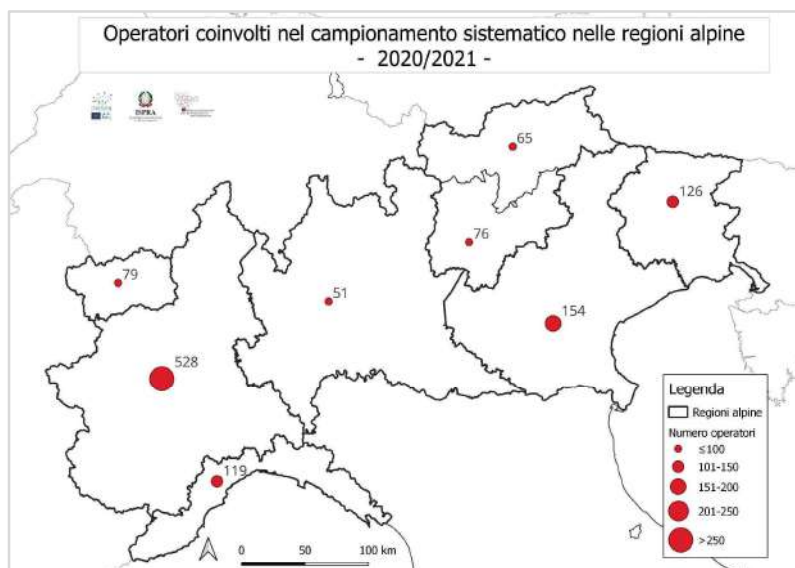 Operatori coinvolti nel campionamento sistematico nelle regioni alpine
- 2020/2021 -
ISPRA
65
126
76
79
51
154
528
119
Legenda
Regioni alpine
Numero operatori
≤100
101-150
151-200
201-250
>250
0 50 100 km